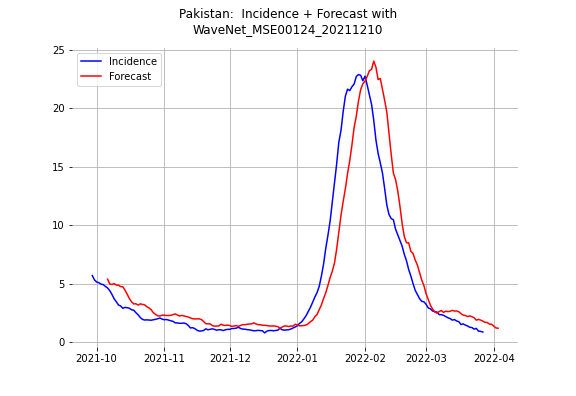 Pakistan:  Incidence + Forecast with
WaveNet_MSE00124_20211210
25
Incidence
Forecast
20
15
10
5
0
2021-10 2021-11 2021-12 2022-01 2022-02 2022-03 2022-04